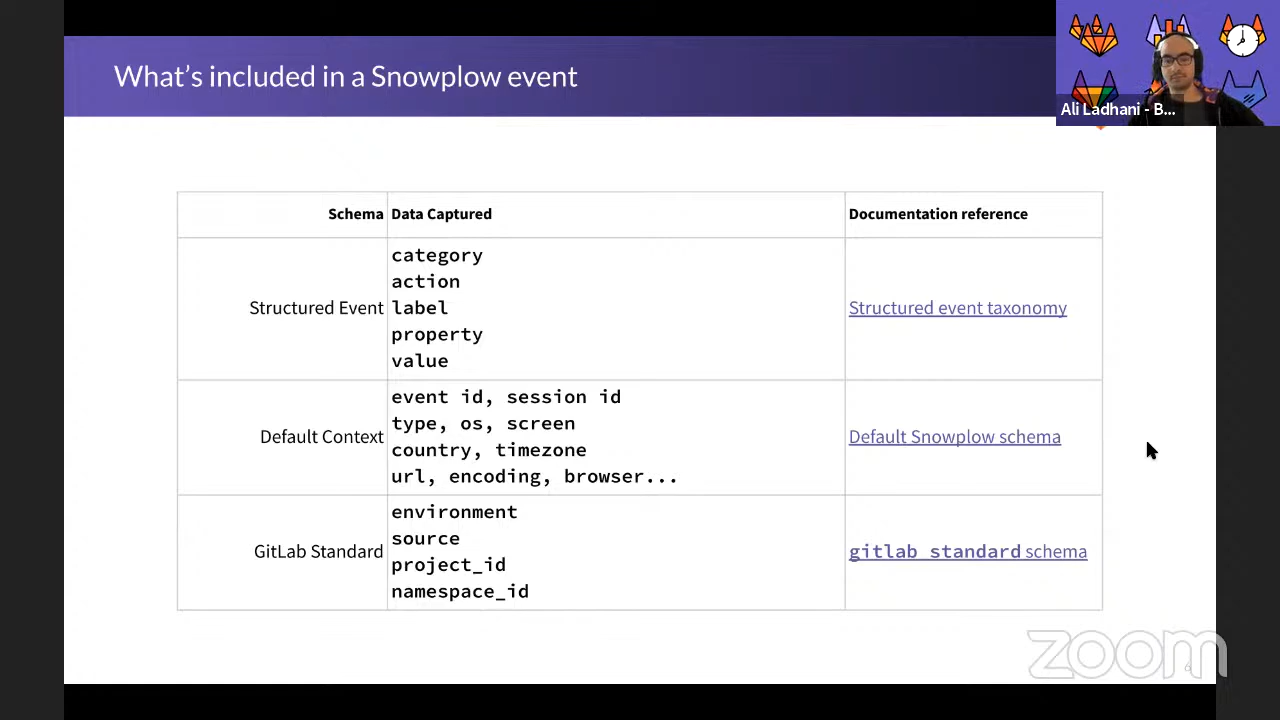 What's included in a Snowplow event
Ali Ladhani - B...
Schema Data Captured Documentation reference
category
action
Structured Event label Structured event taxonomy
property
value
event id, session id
type, os, screen
Default Context Default Snowplow schema
country, timezone
url, encoding, browser...
environment
source
GitLab Standard gitlab_standard schema
project_id
namespace_id
zoom
6